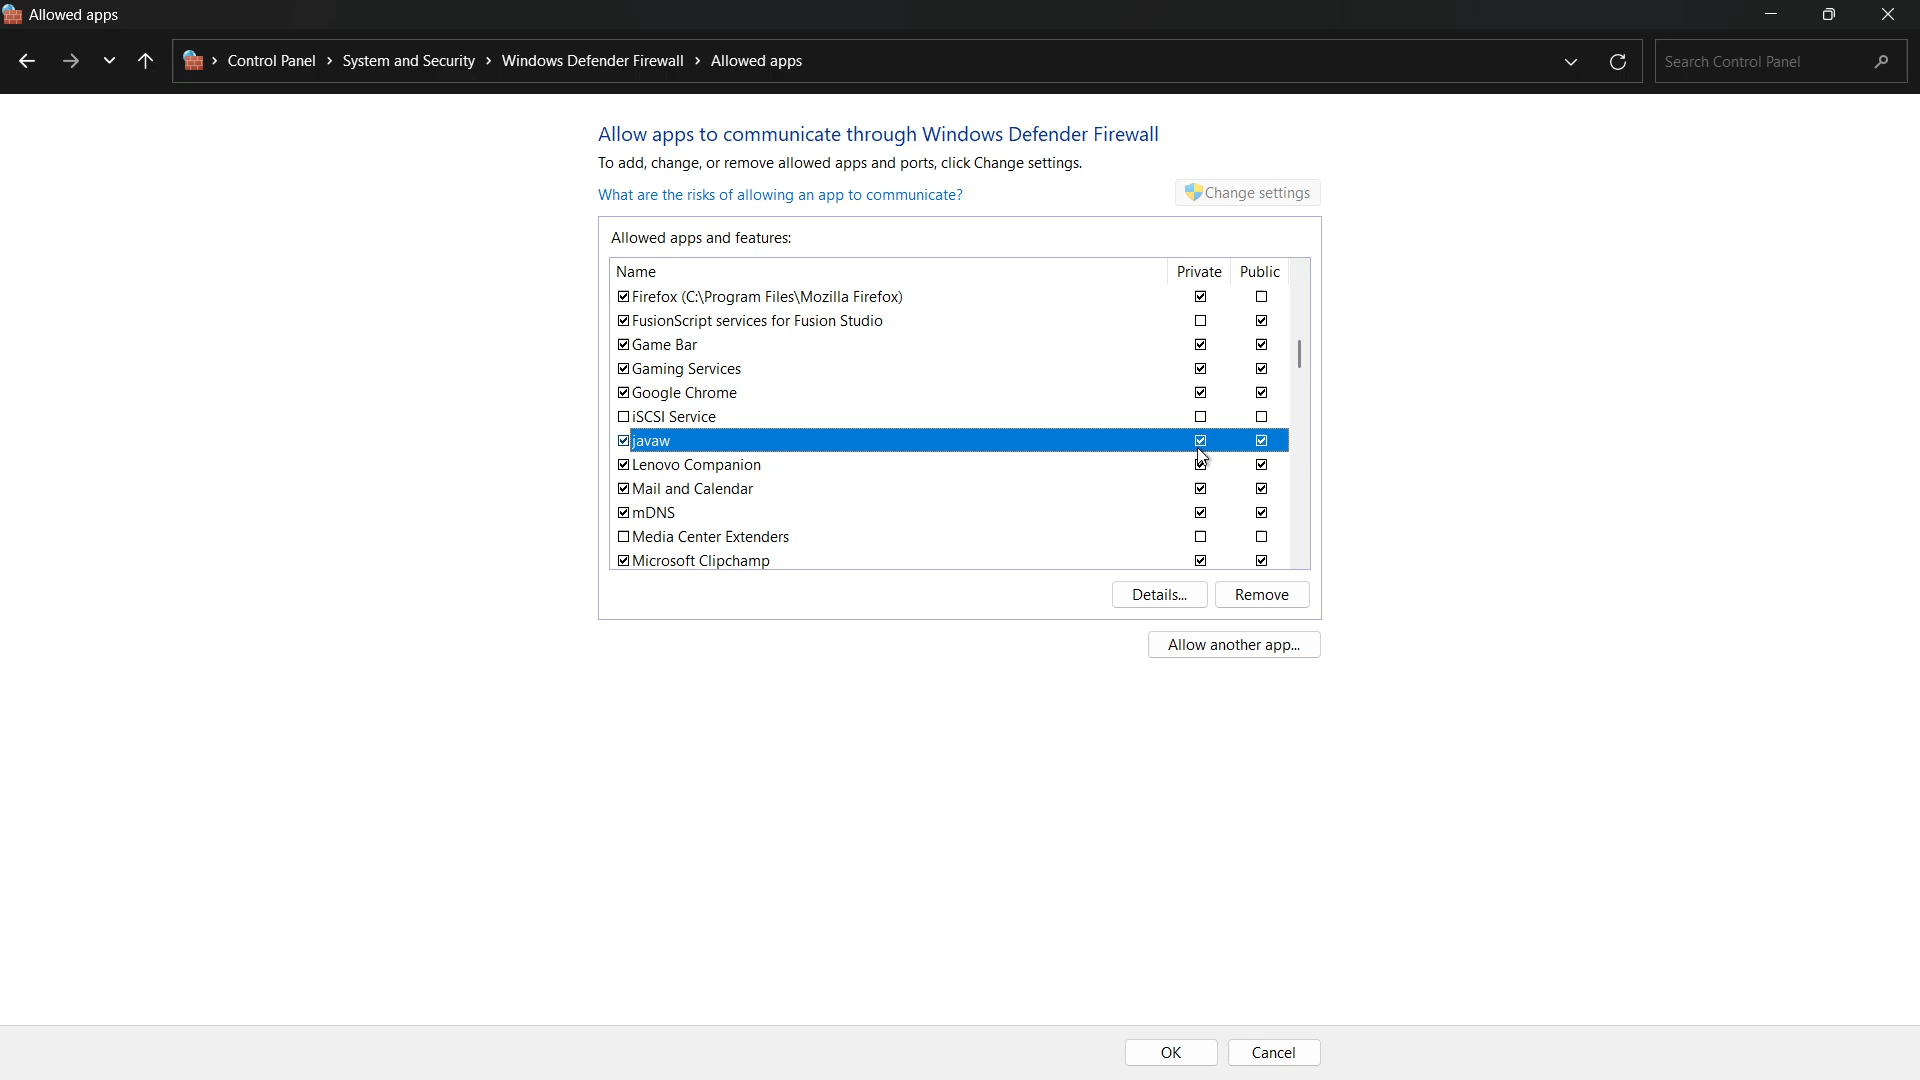 Allowed apps
Control Panel › System and Security › Windows Defender Firewall › Allowed apps
Search Control Panel
Allow apps to communicate through Windows Defender Firewall
To add, change, or remove allowed apps and ports, click Change settings.
What are the risks of allowing an app to communicate?
Change settings
Allowed apps and features:
Name Private Public
Firefox (C:\Program Files\Mozilla Firefox)
FusionScript services for Fusion Studio
Game Bar
Gaming Services
Google Chrome
iSCSI Service
javaw
Lenovo Companion
Mail and Calendar
mDNS
Media Center Extenders
Microsoft Clipchamp
Details... Remove
Allow another app...
OK Cancel